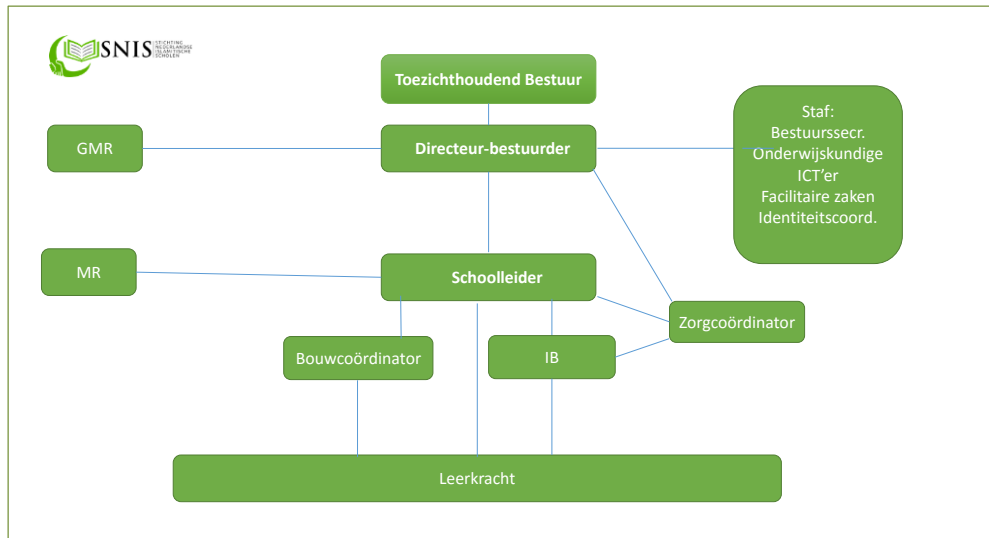 SNIS
STICHTING
NEDERLANDSE
ISLAMITISCHE
SCHOLEN
Toezichthoudend Bestuur
GMR
Directeur-bestuurder
Staf:
Bestuurssecr.
Onderwijskundige
ICT’er
Facilitaire zaken
Identiteitscoord.
MR
Schoolleider
Zorgcoördinator
Bouwcoördinator
IB
Leerkracht